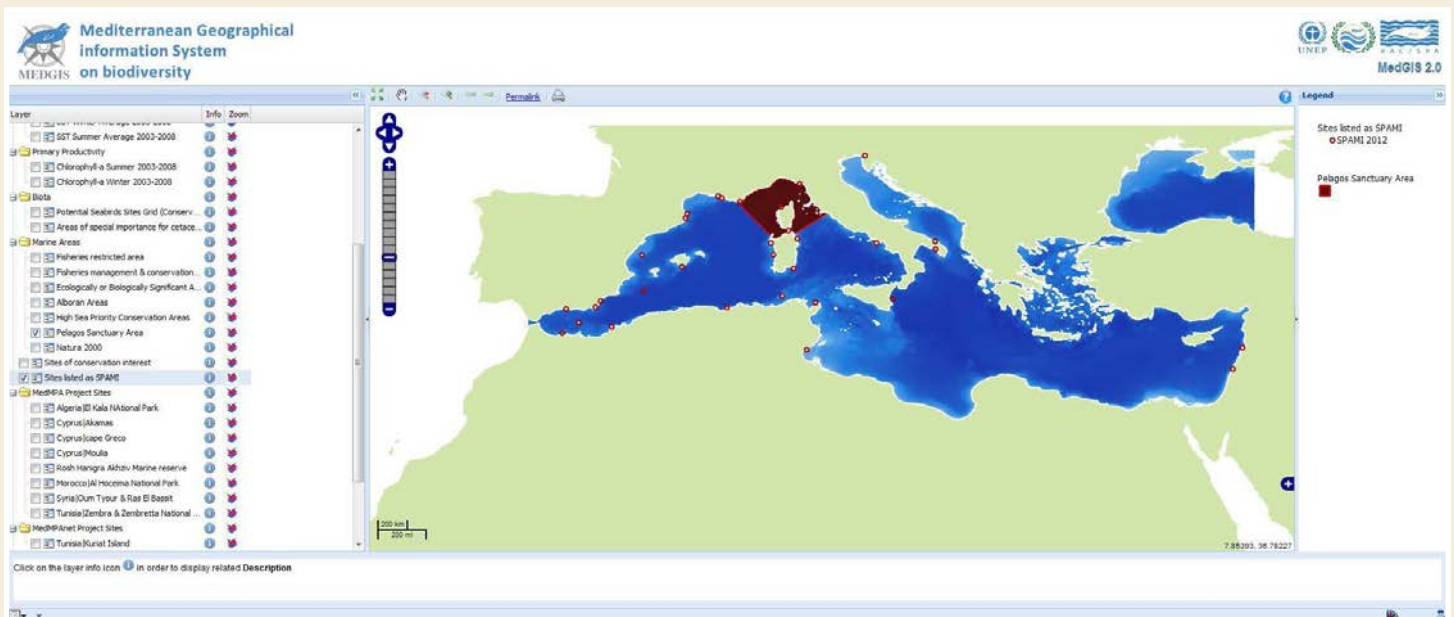 Mediterranean Geographical
information System
on biodiversity
MEDGIS
UNEP
RAC/SPA
MedGIS 2.0
Permalink
Legend
Layer
Info
Zoom
SST Summer Average 2003-2008
Primary Productivity
Chlorophyll-a Summer 2003-2008
Chlorophyll-a Winter 2003-2008
Biota
Potential Seabirds Sites Grid (Conserv...
Areas of special importance for cetace...
Marine Areas
Fisheries restricted area
Fisheries management & conservation...
Ecologically or Biologically Significant A...
Alboran Areas
High Sea Priority Conservation Areas
Pelagos Sanctuary Area
Natura 2000
Sites of conservation interest
Sites listed as SPAMI
MedMPA Project Sites
Algeria|El Kala NAtional Park
Cyprus|Akamas
Cyprus|cape Greco
Cyprus|Moulia
Rosh Hanigra Akhziv Marine reserve
Morocco|Al Hoceima National Park
Syria|Oum Tyour & Ras El Bassit
Tunisia|Zembra & Zembretta National ...
MedMPAnet Project Sites
Tunisia|Kuriat Island
200 km
200 mi
Sites listed as SPAMI
SPAMI 2012
Pelagos Sanctuary Area
Click on the layer info icon in order to display related Description